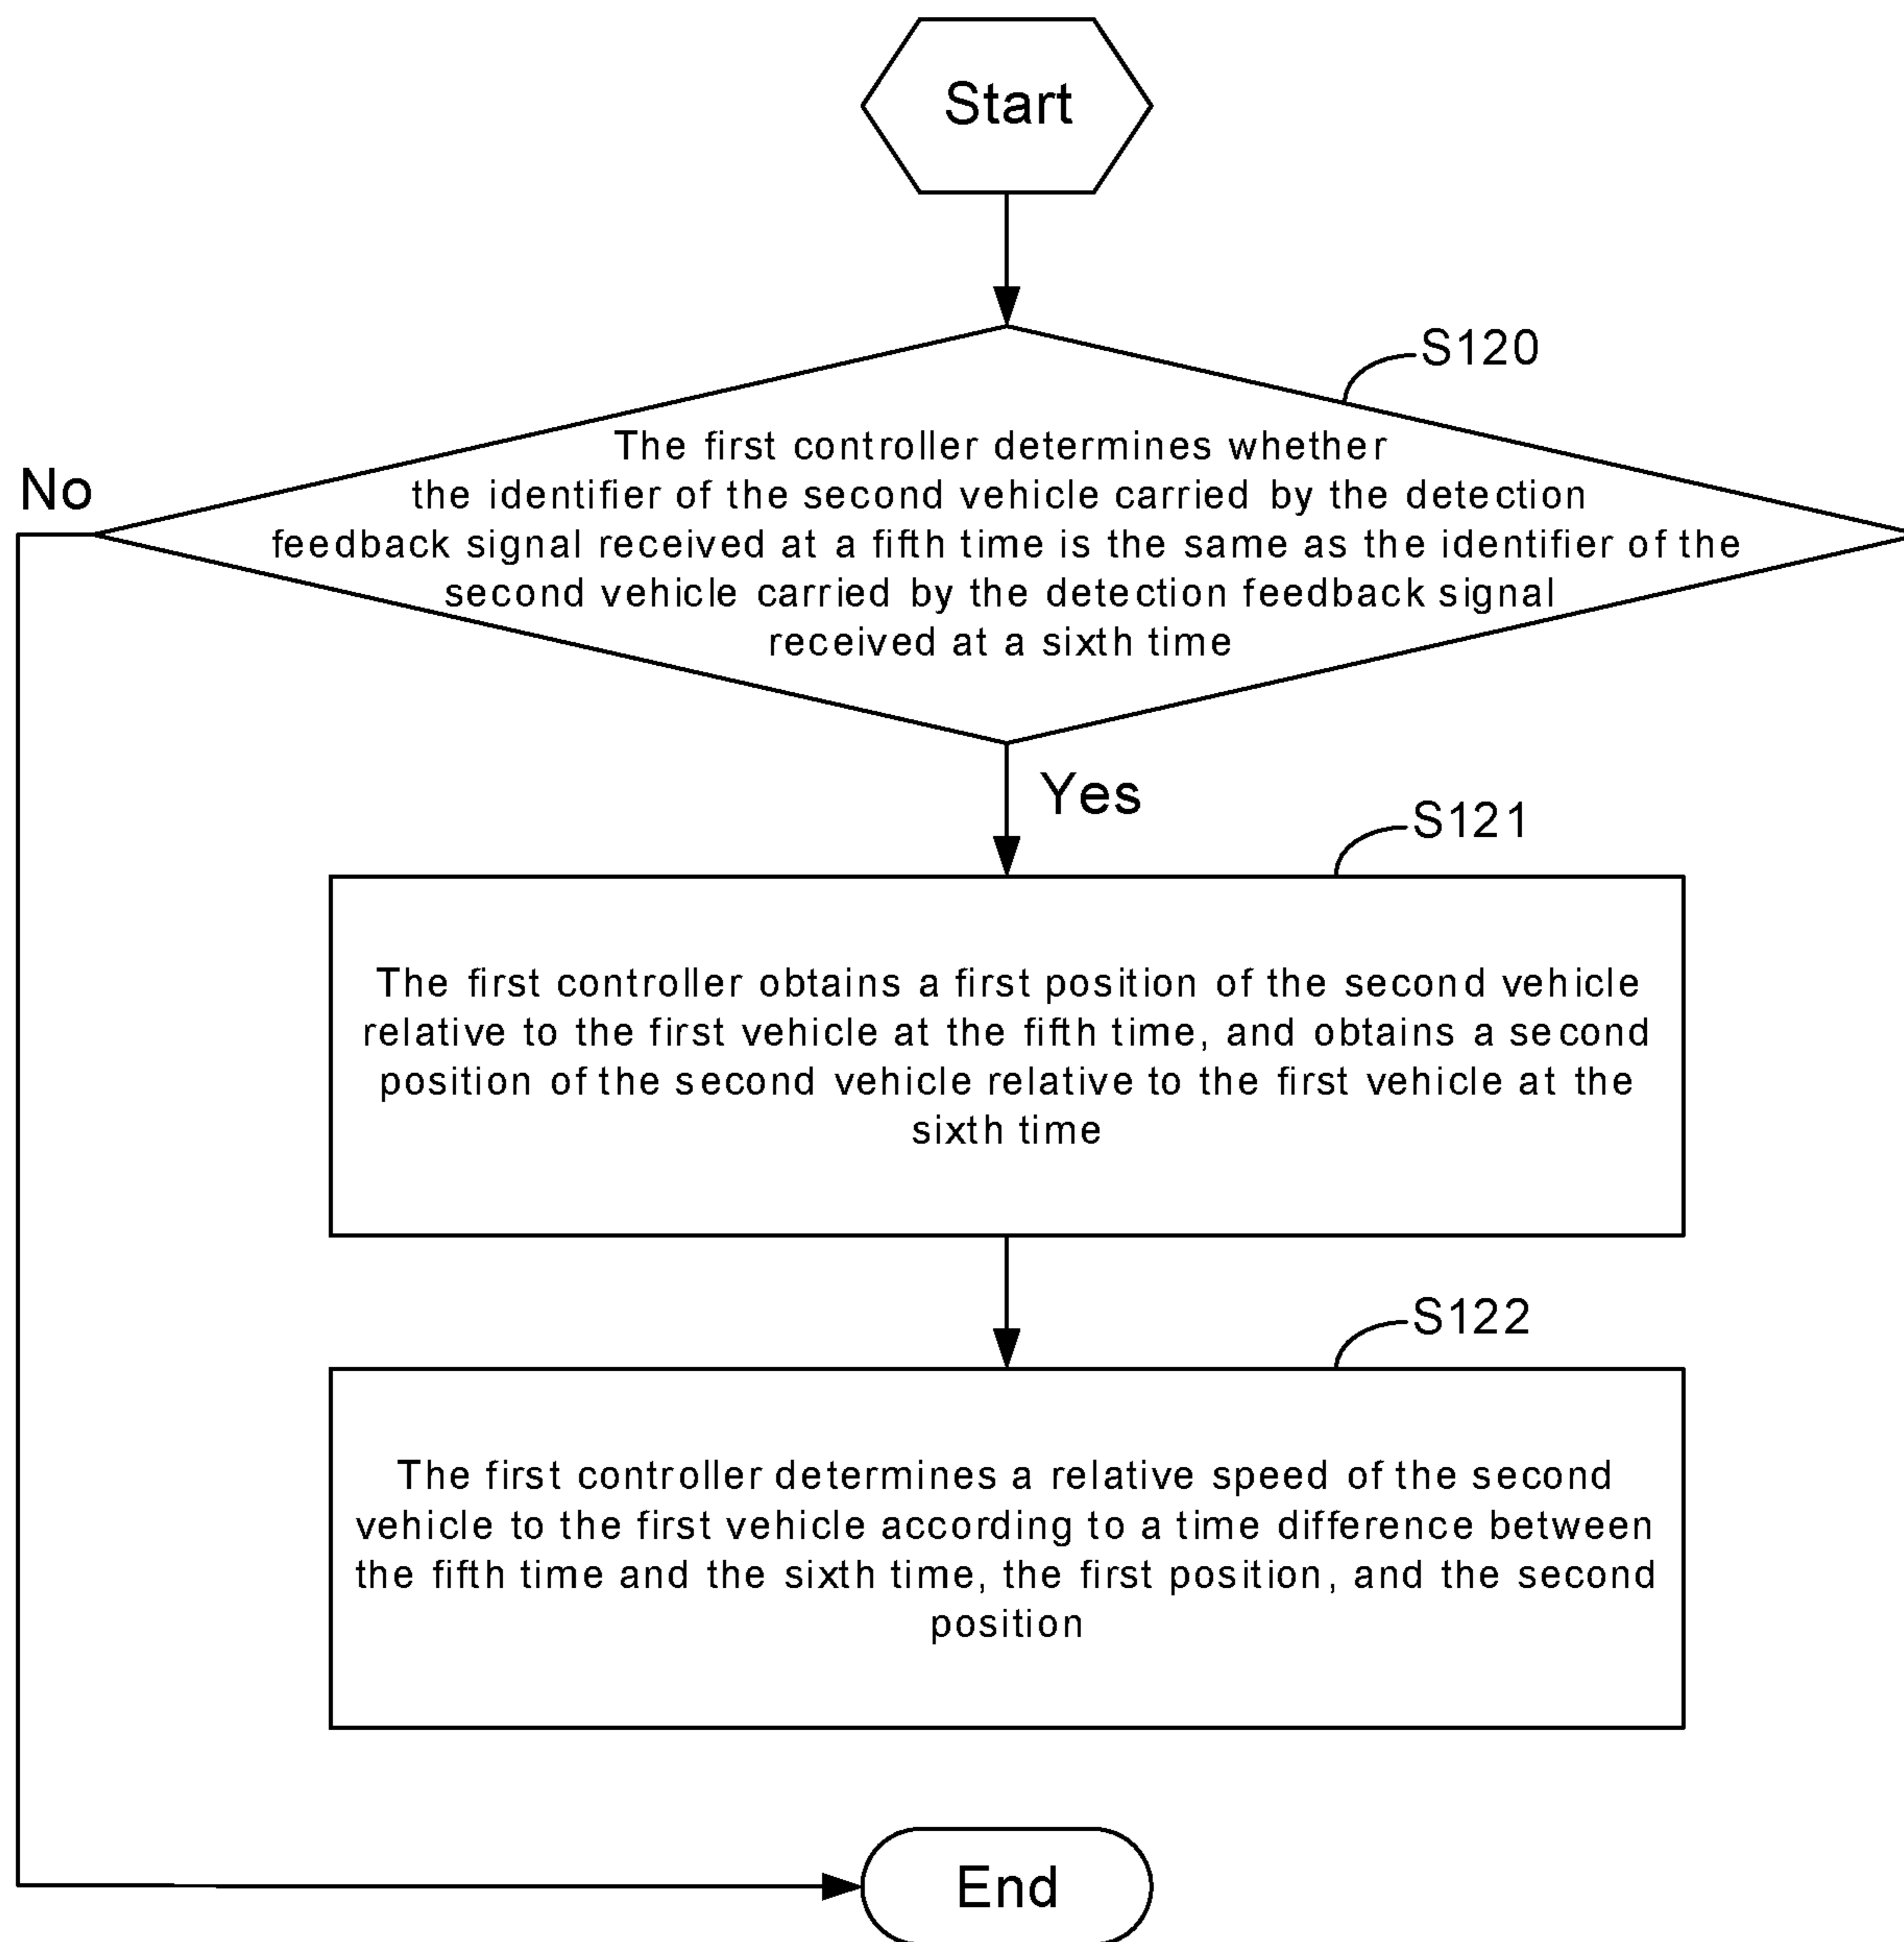 Start
S120
The first controller determines whether
the identifier of the second vehicle carried by the detection
feedback signal received at a fifth time is the same as the identifier of the
second vehicle carried by the detection feedback signal
received at a sixth time
No
Yes
S121
The first controller obtains a first position of the second vehicle
relative to the first vehicle at the fifth time, and obtains a second
position of the second vehicle relative to the first vehicle at the
sixth time
S122
The first controller determines a relative speed of the second
vehicle to the first vehicle according to a time difference between
the fifth time and the sixth time, the first position, and the second
position
End